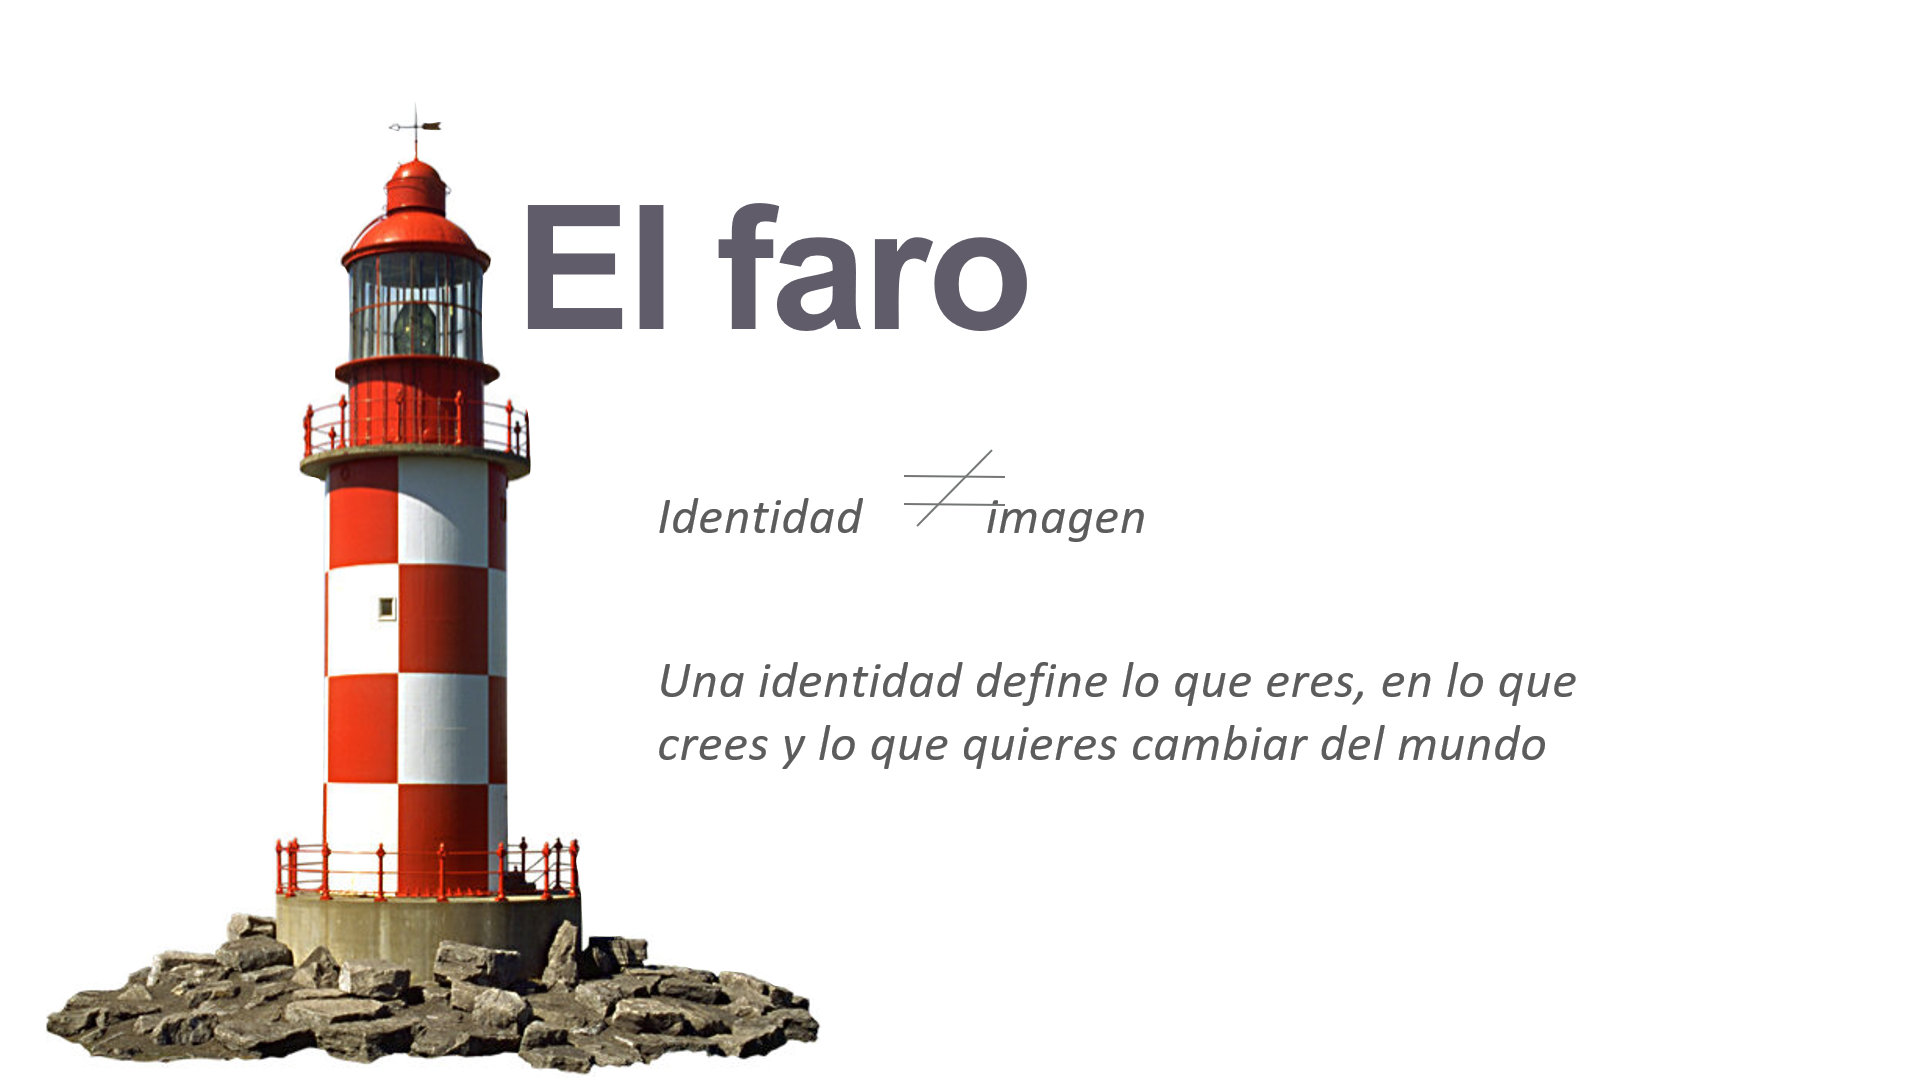 El faro
Identidad ≠ imagen
Una identidad define lo que eres, en lo que
crees y lo que quieres cambiar del mundo